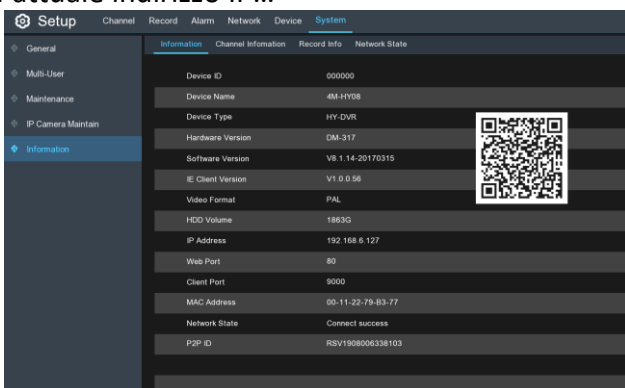 attuale
Setup Channel Record Alarm Network Device System
General
Multi-User
Maintenance
IP Camera Maintain
Information
Information Channel Infomation Record Info Network State
Device ID 000000
Device Name 4M-HY08
Device Type HY-DVR
Hardware Version DM-317
Software Version V8.1.14-20170315
IE Client Version V1.0.0.56
Video Format PAL
HDD Volume 1863G
IP Address 192.168.6.127
Web Port 80
Client Port 9000
MAC Address 00-11-22-79-B3-77
Network State Connect success
P2P ID RSV1908006338103